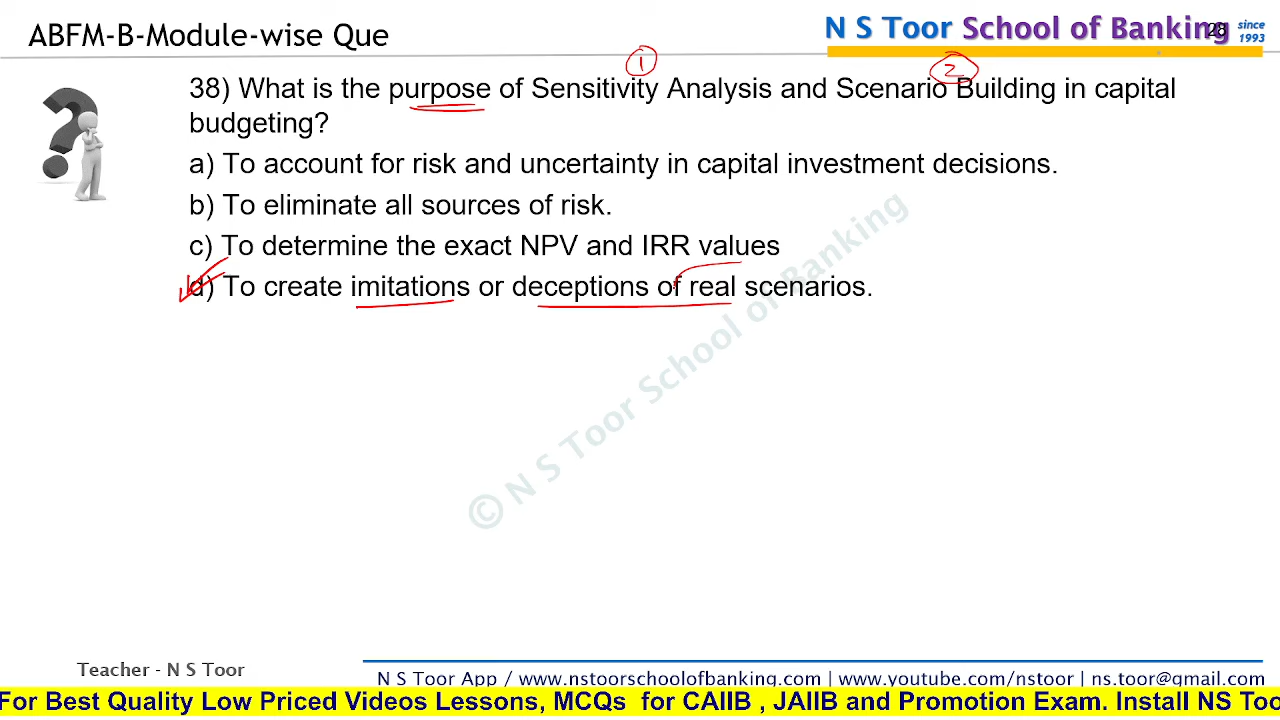 ABFM-B-Module-wise Que
N S Toor School of Banking
28
since
1993
1
2
38) What is the purpose of Sensitivity Analysis and Scenario Building in capital
budgeting?
a) To account for risk and uncertainty in capital investment decisions.
b) To eliminate all sources of risk.
c) To determine the exact NPV and IRR values
d) To create imitations or deceptions of real scenarios.
© N S Toor School of Banking
Teacher - N S Toor
N S Toor App / www.nstoorschoolofbanking.com | www.youtube.com/nstoor | ns.toor@gmail.com
For Best Quality Low Priced Videos Lessons, MCQs for CAIIB , JAIIB and Promotion Exam. Install NS Too